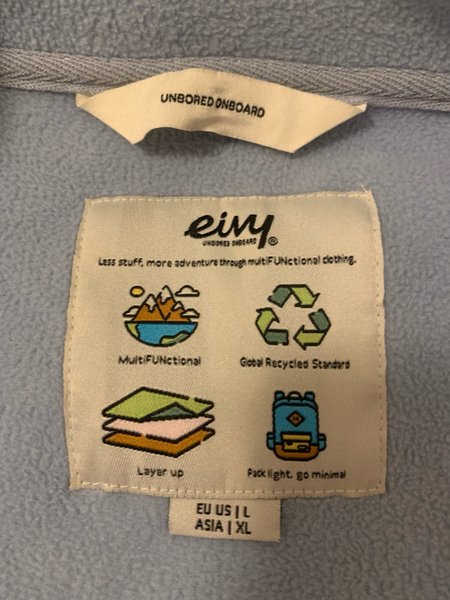 UNBORED ONBOARD
eivy®
UNBORED ONBOARD
Less stuff, more adventure through multiFUNctional clothing.
MultiFUNctional
Global Recycled Standard
Layer up
Pack light, go minimal
EU US | L
ASIA | XL